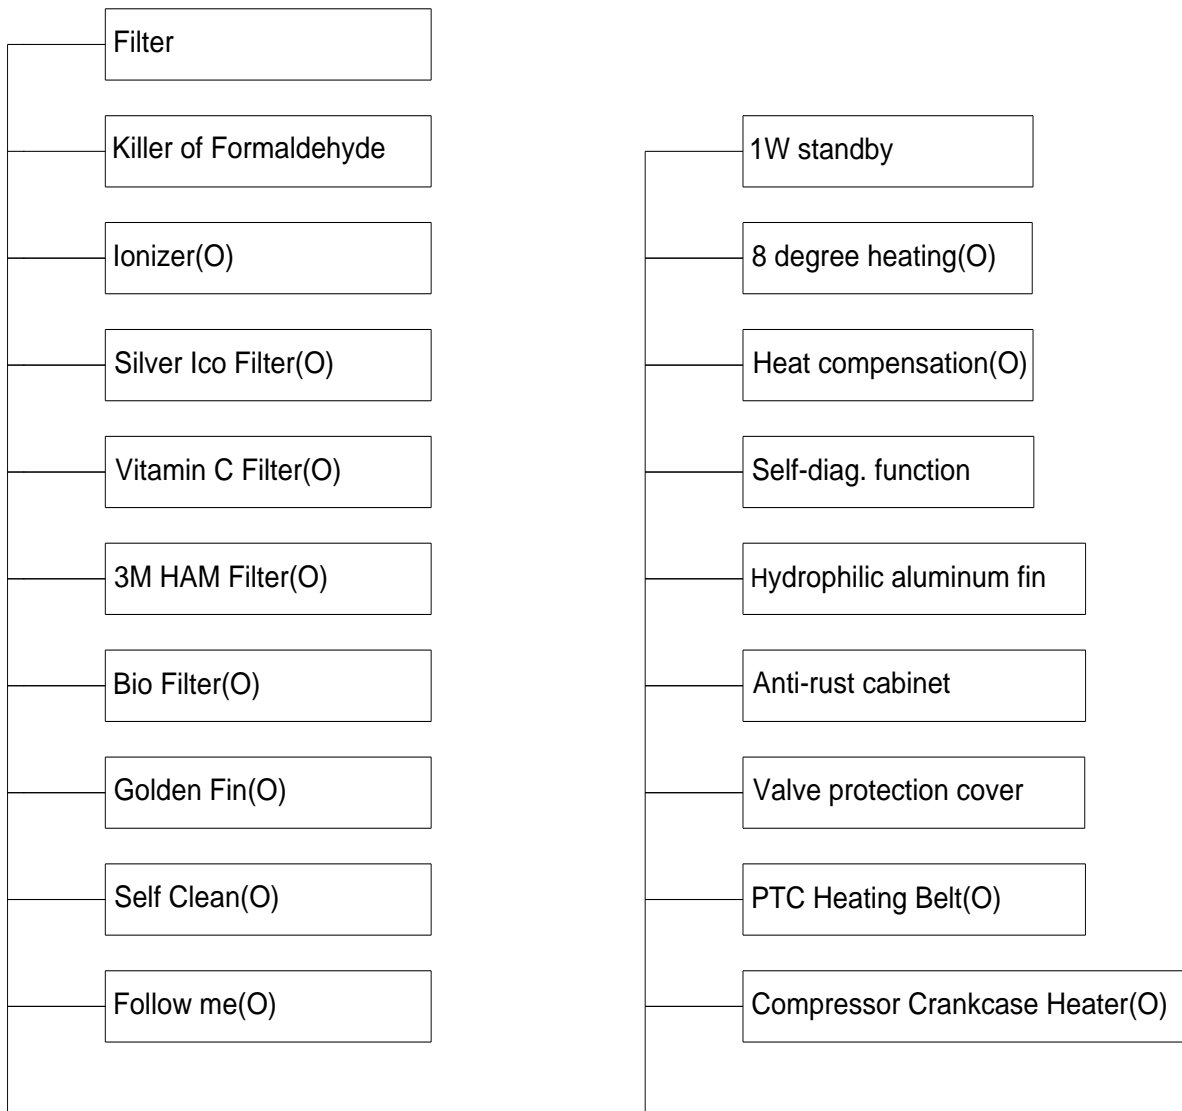 Filter
Killer of Formaldehyde
Ionizer(O)
Silver Ico Filter(O)
Vitamin C Filter(O)
3M HAM Filter(O)
Bio Filter(O)
Golden Fin(O)
Self Clean(O)
Follow me(O)
1W standby
8 degree heating(O)
Heat compensation(O)
Self-diag. function
Hydrophilic aluminum fin
Anti-rust cabinet
Valve protection cover
PTC Heating Belt(O)
Compressor Crankcase Heater(O)